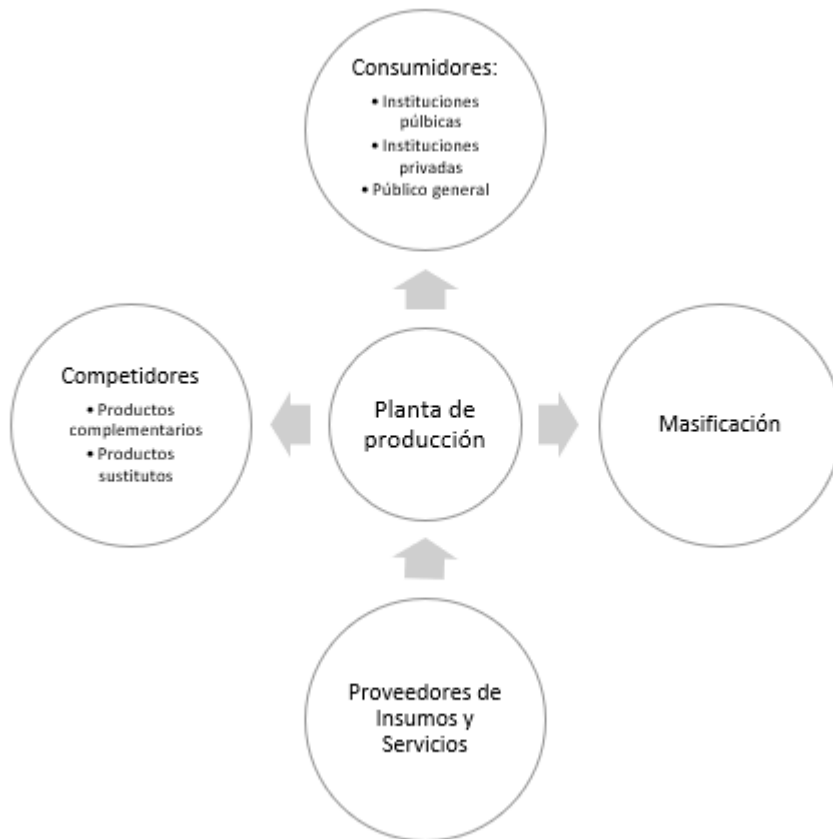 Consumidores:
• Instituciones
púlbicas
• Instituciones
privadas
• Público general
Competidores
• Productos
complementarios
• Productos
sustitutos
Planta de
producción
Masificación
Proveedores de
Insumos y
Servicios